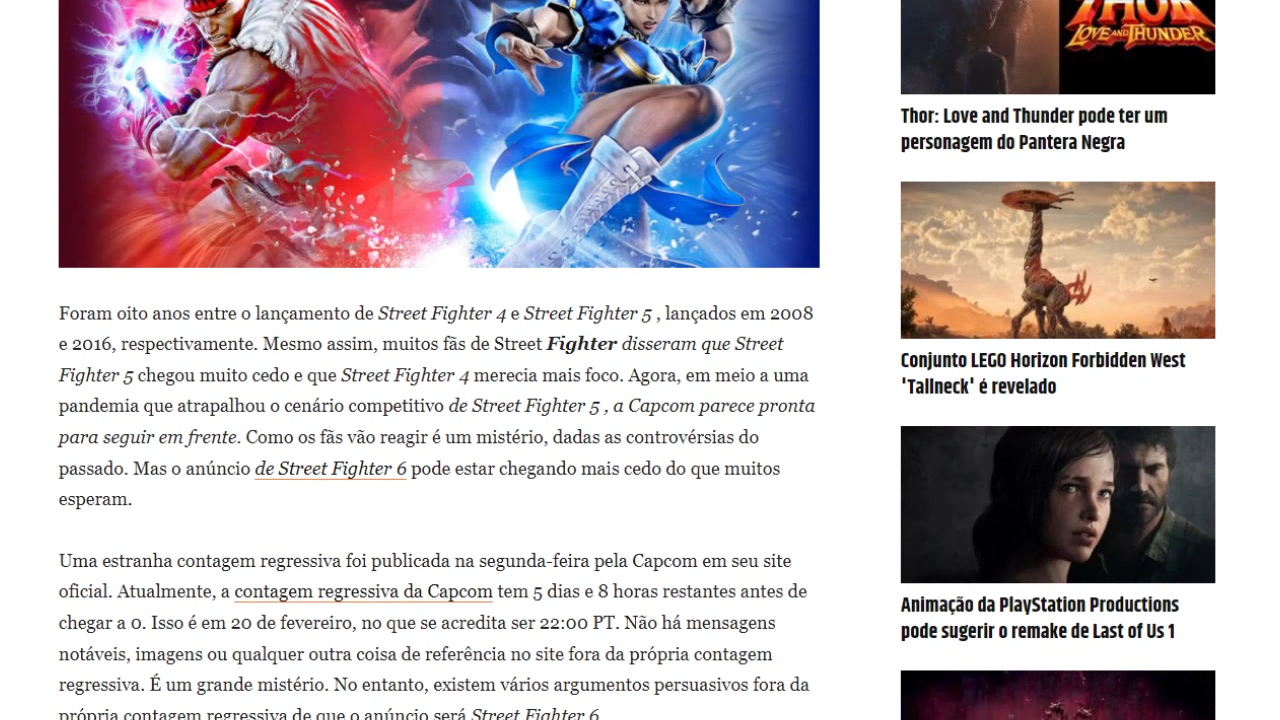 Foram oito anos entre o lançamento de Street Fighter 4 e Street Fighter 5 , lançados em 2008
e 2016, respectivamente. Mesmo assim, muitos fãs de Street Fighter disseram que Street
Fighter 5 chegou muito cedo e que Street Fighter 4 merecia mais foco. Agora, em meio a uma
pandemia que atrapalhou o cenário competitivo de Street Fighter 5 , a Capcom parece pronta
para seguir em frente. Como os fãs vão reagir é um mistério, dadas as controvérsias do
passado. Mas o anúncio de Street Fighter 6 pode estar chegando mais cedo do que muitos
esperam.
Uma estranha contagem regressiva foi publicada na segunda-feira pela Capcom em seu site
oficial. Atualmente, a contagem regressiva da Capcom tem 5 dias e 8 horas restantes antes de
chegar a 0. Isso é em 20 de fevereiro, no que se acredita ser 22:00 PT. Não há mensagens
notáveis, imagens ou qualquer outra coisa de referência no site fora da própria contagem
regressiva. É um grande mistério. No entanto, existem vários argumentos persuasivos fora da
própria contagem regressiva de que o anúncio será Street Fighter 6
THOR
LOVE AND THUNDER
Thor: Love and Thunder pode ter um
personagem do Pantera Negra
Conjunto LEGO Horizon Forbidden West
'Tallneck' é revelado
Animação da PlayStation Productions
pode sugerir o remake de Last of Us 1